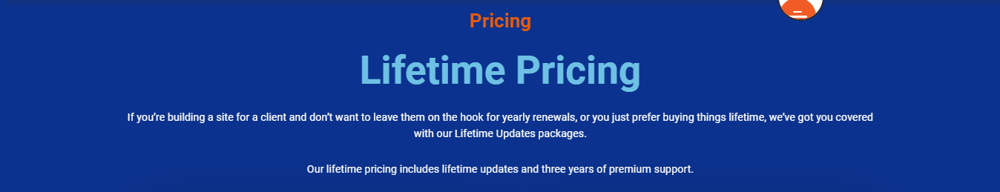 Pricing
Lifetime Pricing
If you’re building a site for a client and don’t want to leave them on the hook for yearly renewals, or you just prefer buying things lifetime, we’ve got you covered
with our Lifetime Updates packages.
Our lifetime pricing includes lifetime updates and three years of premium support.